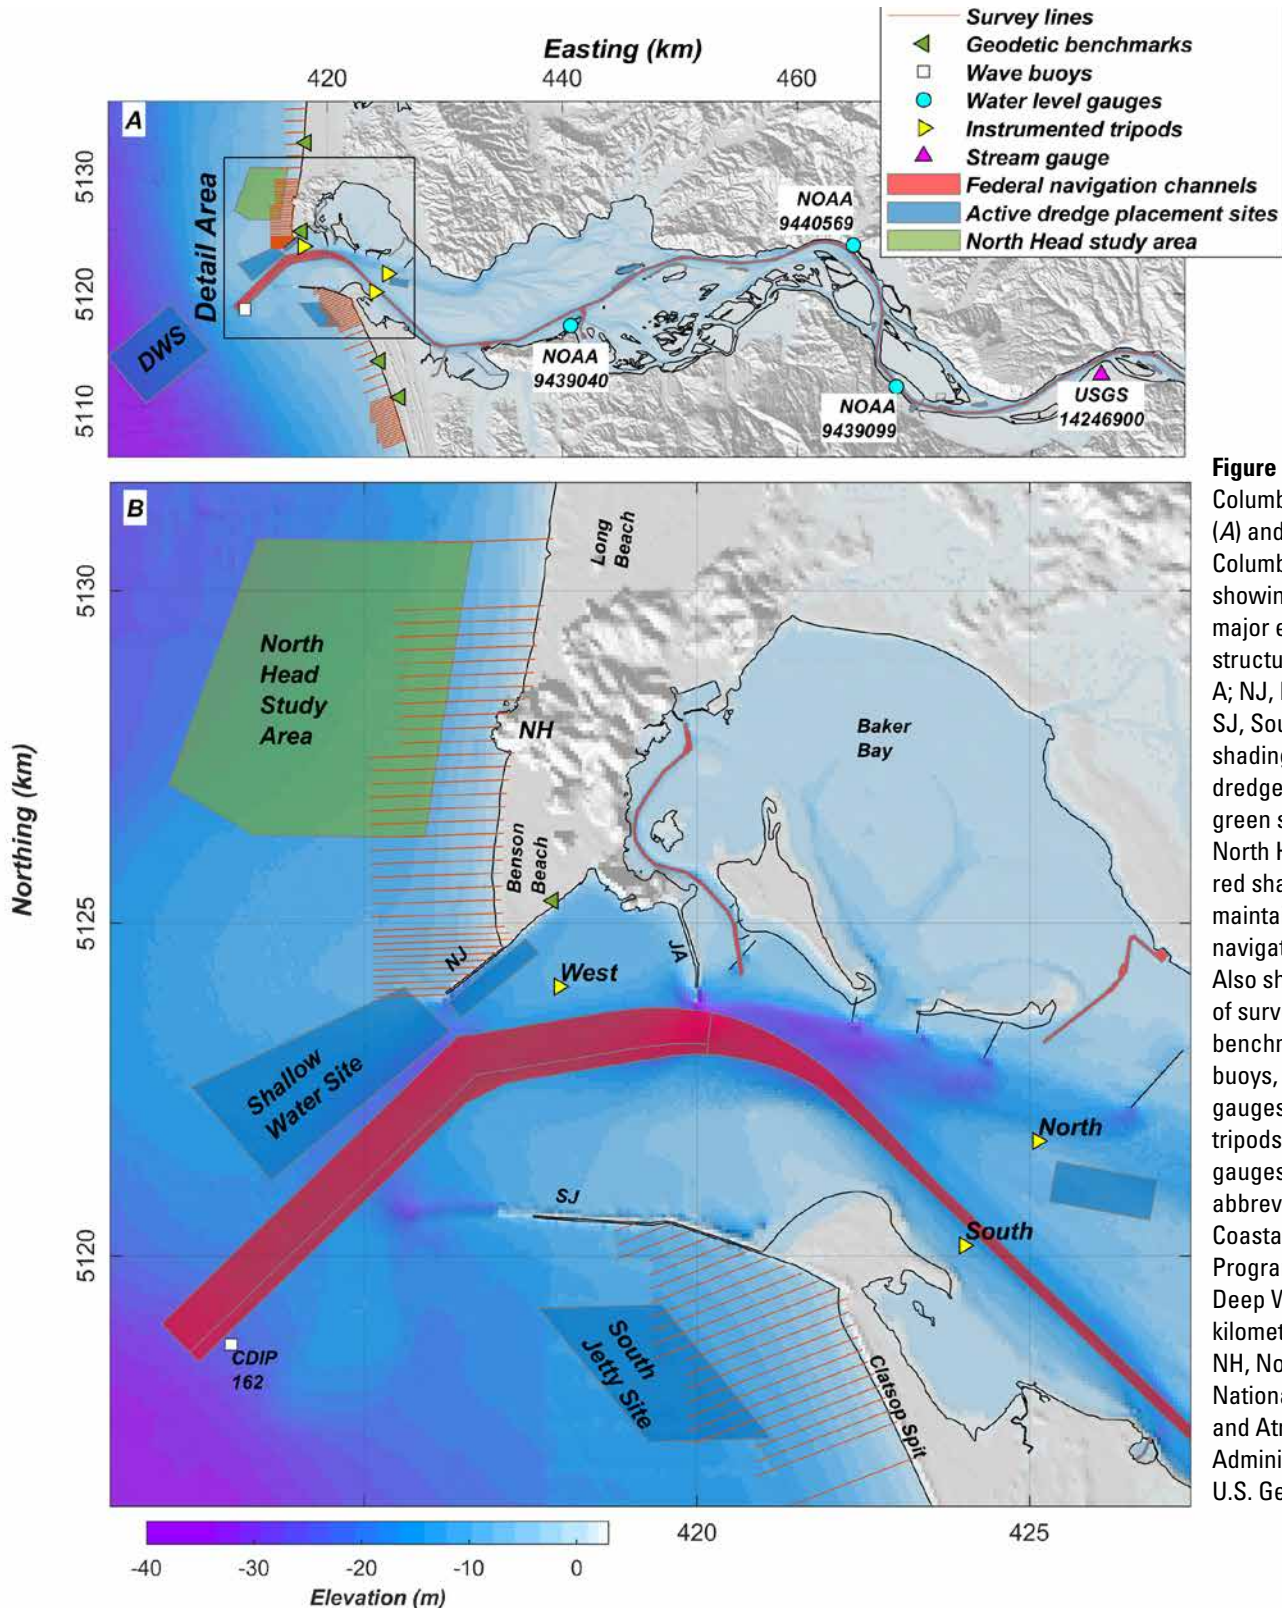 Survey lines
Geodetic benchmarks
Wave buoys
Water level gauges
Instrumented tripods
Stream gauge
Federal navigation channels
Active dredge placement sites
North Head study area
Easting (km)
420
440
460
A
5130
5120
5110
Detail Area
DWS
NOAA
9440569
NOAA
9439040
NOAA
9439099
USGS
14246900
B
Northing (km)
5130
5125
5120
Long
Beach
North
Head
Study
Area
NH
Baker
Bay
Benson
Beach
NJ
JA
West
Shallow
Water Site
North
SJ
South
South
Jetty Site
Clatsop Spit
CDIP
162
420
425
-40
-30
-20
-10
0
Elevation (m)
Figure
Columb
(A) and
Columb
showin
major e
structu
A; NJ,
SJ, Sou
shading
dredge
green s
North H
red sha
mainta
navigat
Also sh
of surv
benchr
buoys,
gauges
tripods
gauges
abbrev
Coasta
Progra
Deep W
kilomet
NH, No
Nationa
and Atr
Admini
U.S. Ge